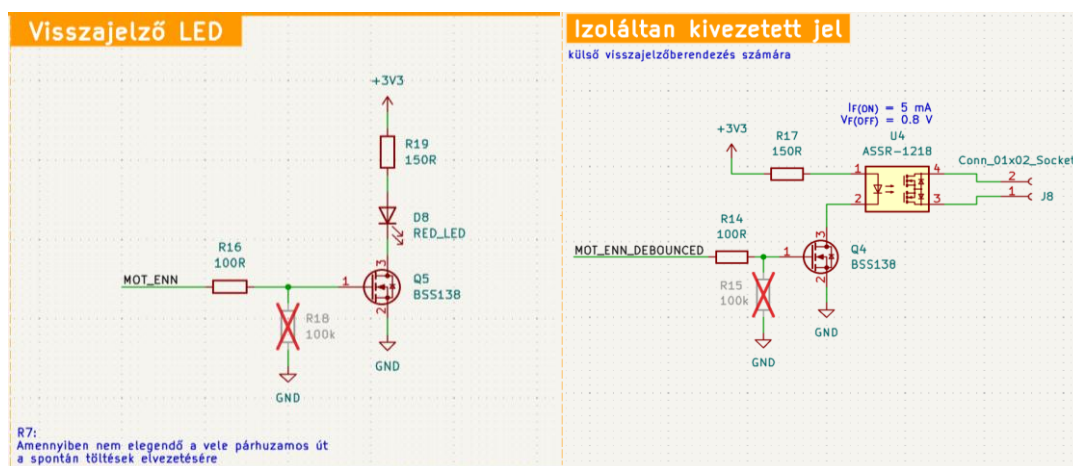 Visszajelző LED
+3V3
R19
150R
D8
RED_LED
R16
100R
MOT_ENN
1
3
2
Q5
BSS138
R18
100k
GND
GND
R7:
Amennyiben nem elegendő a vele párhuzamos út
a spontán töltések elvezetésére
Izoláltan kivezetett jel
külső visszajelzőberendezés számára
IF(ON) = 5 mA
VF(OFF) = 0.8 V
U4
ASSR-1218
+3V3
R17
150R
1
2
4
3
Conn_01x02_Socket
2
1
J8
R14
100R
MOT_ENN_DEBOUNCED
1
3
2
Q4
BSS138
R15
100k
GND
GND